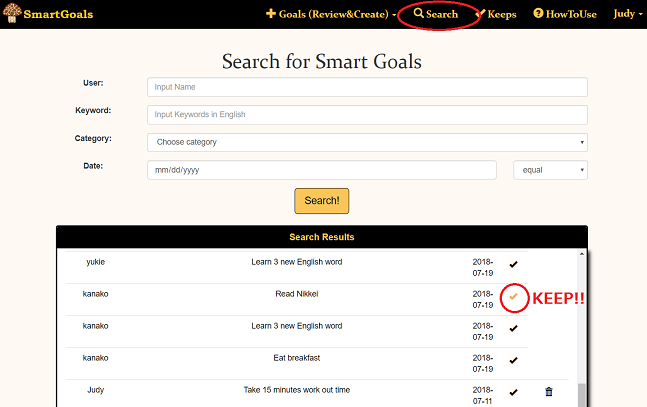 SmartGoals Goals (Review&Create) Search Keeps HowToUse Judy
Search for Smart Goals
User: Input Name
Keyword: Input Keywords in English
Category: Choose category
Date: mm/dd/yyyy equal
Search!
Search Results
yukie Learn 3 new English word 2018-
07-19
kanako Read Nikkei 2018-
07-19 KEEP!!
kanako Learn 3 new English word 2018-
07-19
kanako Eat breakfast 2018-
07-19
Judy Take 15 minutes work out time 2018-
07-11